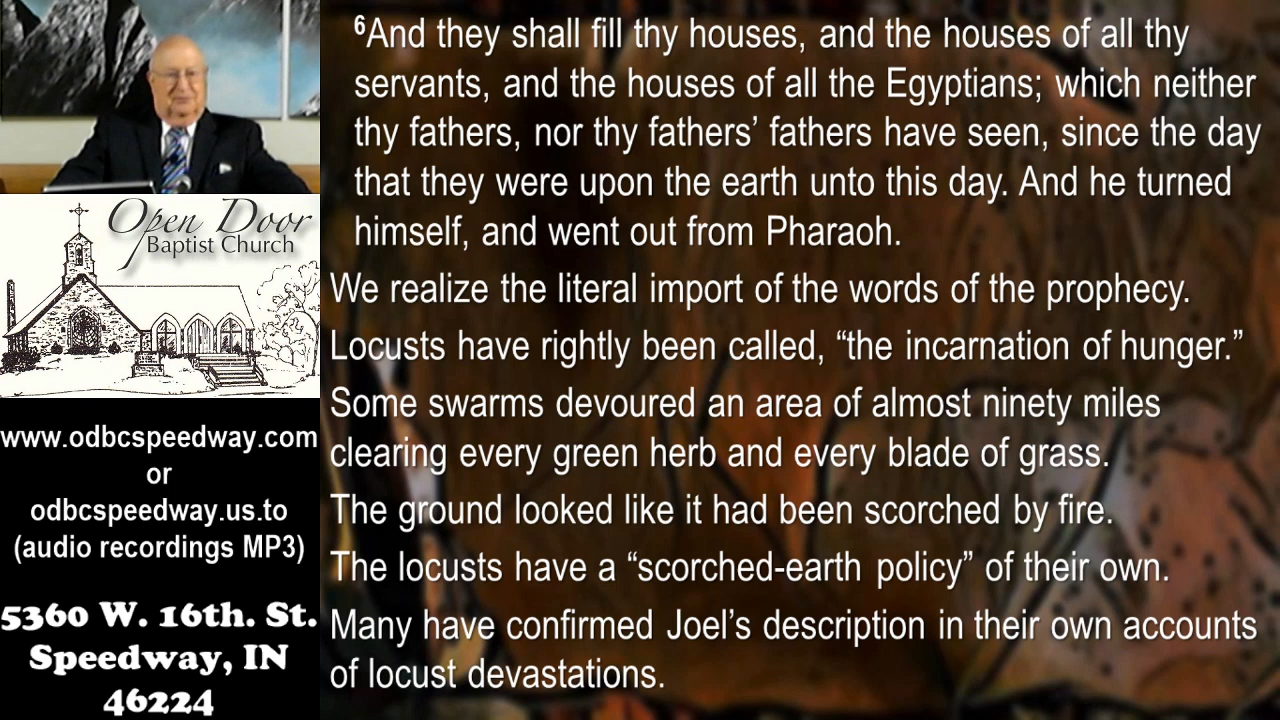 Open Door
Baptist Church
www.odbcspeedway.com
or
odbcspeedway.us.to
(audio recordings MP3)
5360 W. 16th. St.
Speedway, IN
46224
6And they shall fill thy houses, and the houses of all thy
servants, and the houses of all the Egyptians; which neither
thy fathers, nor thy fathers’ fathers have seen, since the day
that they were upon the earth unto this day. And he turned
himself, and went out from Pharaoh.
We realize the literal import of the words of the prophecy.
Locusts have rightly been called, “the incarnation of hunger.”
Some swarms devoured an area of almost ninety miles
clearing every green herb and every blade of grass.
The ground looked like it had been scorched by fire.
The locusts have a “scorched-earth policy” of their own.
Many have confirmed Joel’s description in their own accounts
of locust devastations.